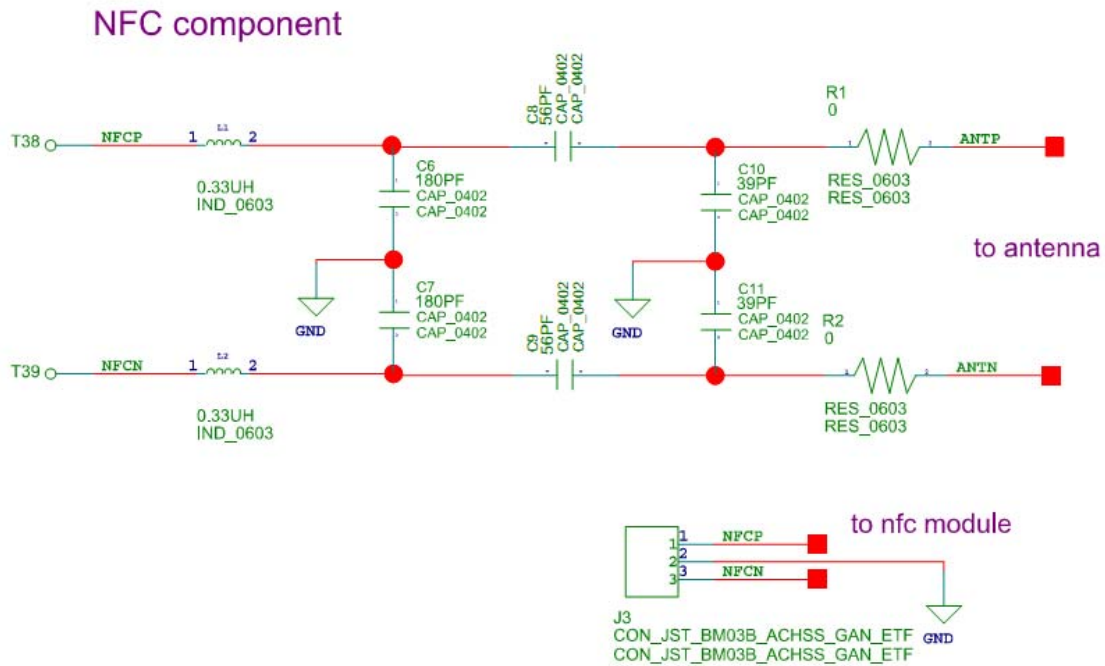 NFC component
T38
NFCP
1
L1
2
0.33UH
IND_0603
C6
180PF
CAP_0402
CAP_0402
C8
56PF
CAP_0402
CAP_0402
C10
39PF
CAP_0402
CAP_0402
R1
0
RES_0603
RES_0603
ANTP
to antenna
GND
GND
C7
180PF
CAP_0402
CAP_0402
C9
56PF
CAP_0402
CAP_0402
C11
39PF
CAP_0402
CAP_0402
R2
0
RES_0603
RES_0603
ANTN
T39
NFCN
1
L2
2
0.33UH
IND_0603
to nfc module
1 1 NFCP
2 2
3 3 NFCN
J3
CON_JST_BM03B_ACHSS_GAN_ETF
CON_JST_BM03B_ACHSS_GAN_ETF
GND